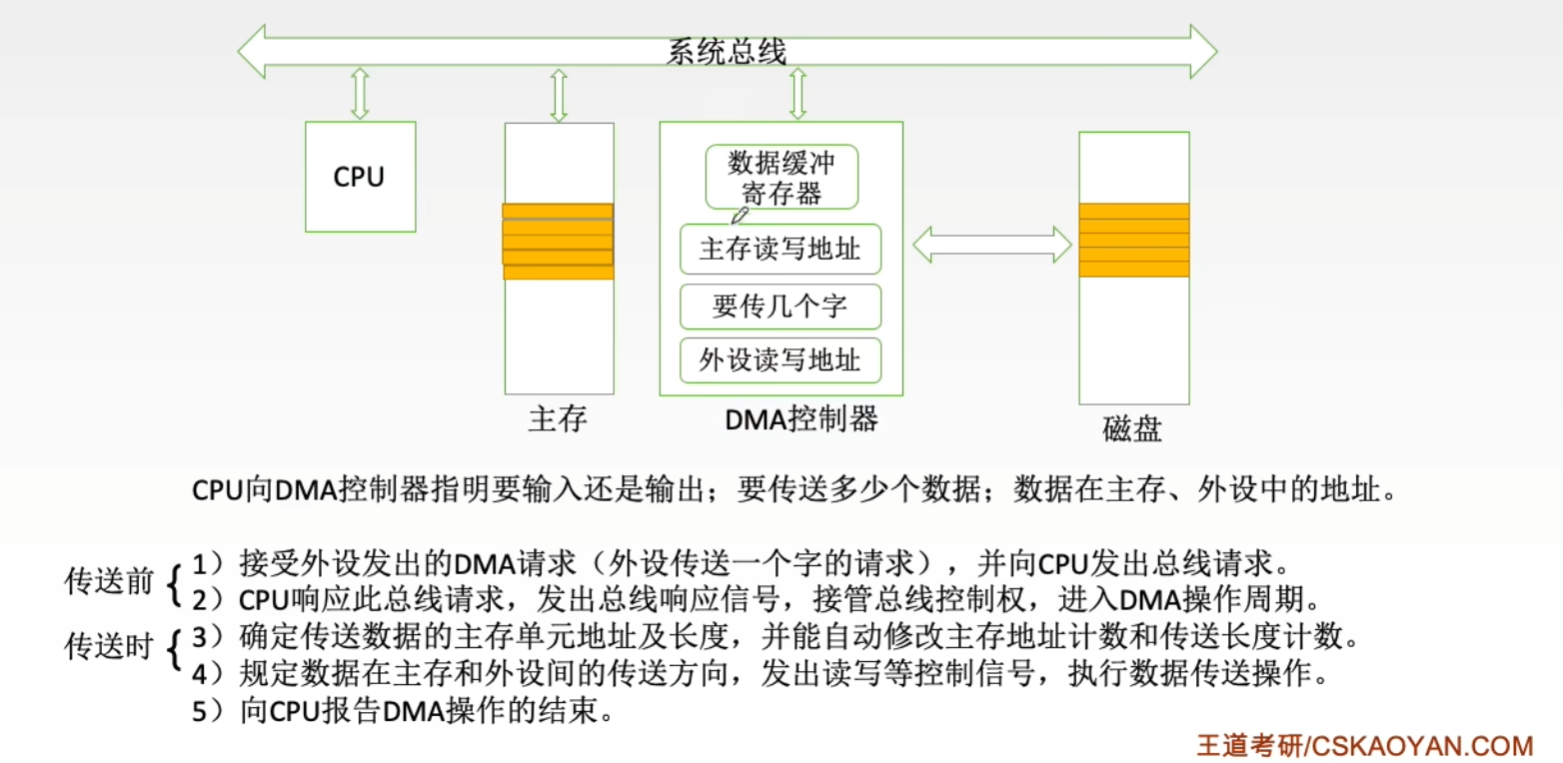 系统总线
CPU
数据缓冲
寄存器
主存读写地址
要传几个字
外设读写地址
主存
DMA控制器
磁盘
CPU向DMA控制器指明要输入还是输出；要传送多少个数据；数据在主存、外设中的地址。
传送前
1）接受外设发出的DMA请求（外设传送一个字的请求），并向CPU发出总线请求。
2）CPU响应此总线请求，发出总线响应信号，接管总线控制权，进入DMA操作周期。
传送时
3）确定传送数据的主存单元地址及长度，并能自动修改主存地址计数和传送长度计数。
4）规定数据在主存和外设间的传送方向，发出读写等控制信号，执行数据传送操作。
5）向CPU报告DMA操作的结束。
王道考研/CSKAOYAN.COM